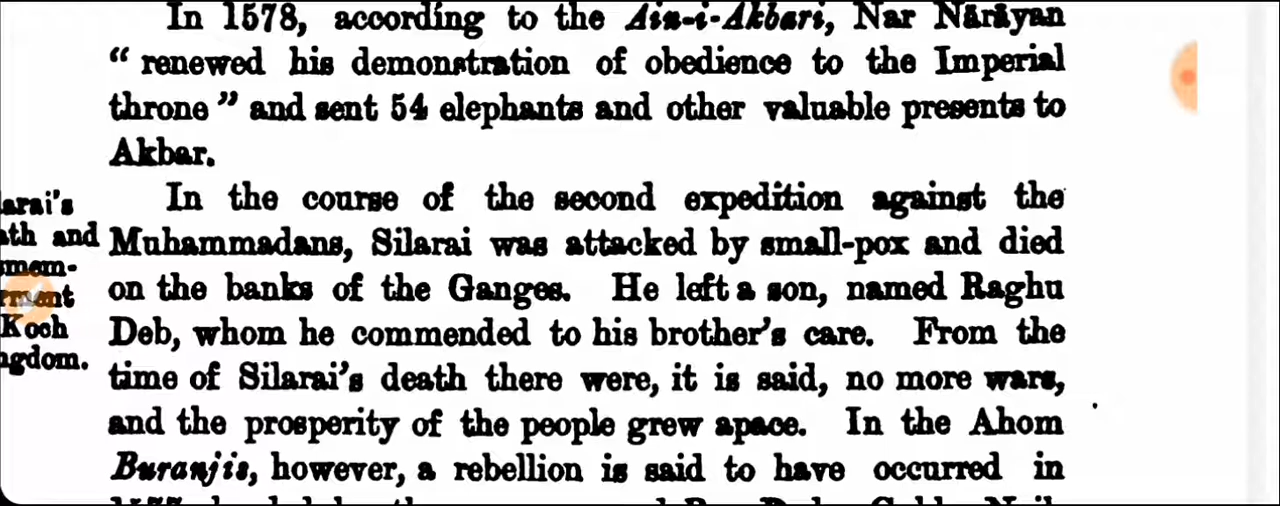 In 1578, according to the Ain-i-Akbari, Nar Nārāyan
“ renewed his demonstration of obedience to the Imperial
throne ” and sent 54 elephants and other valuable presents to
Akbar.
arai's
ath and
smem-
Koch
ngdom.
In the course of the second expedition against the
Muhammadans, Silarai was attacked by small-pox and died
on the banks of the Ganges. He left a son, named Raghu
Deb, whom he commended to his brother's care. From the
time of Silarai's death there were, it is said, no more wars,
and the prosperity of the people grew apace. In the Ahom
Buranjis, however, a rebellion is said to have occurred in